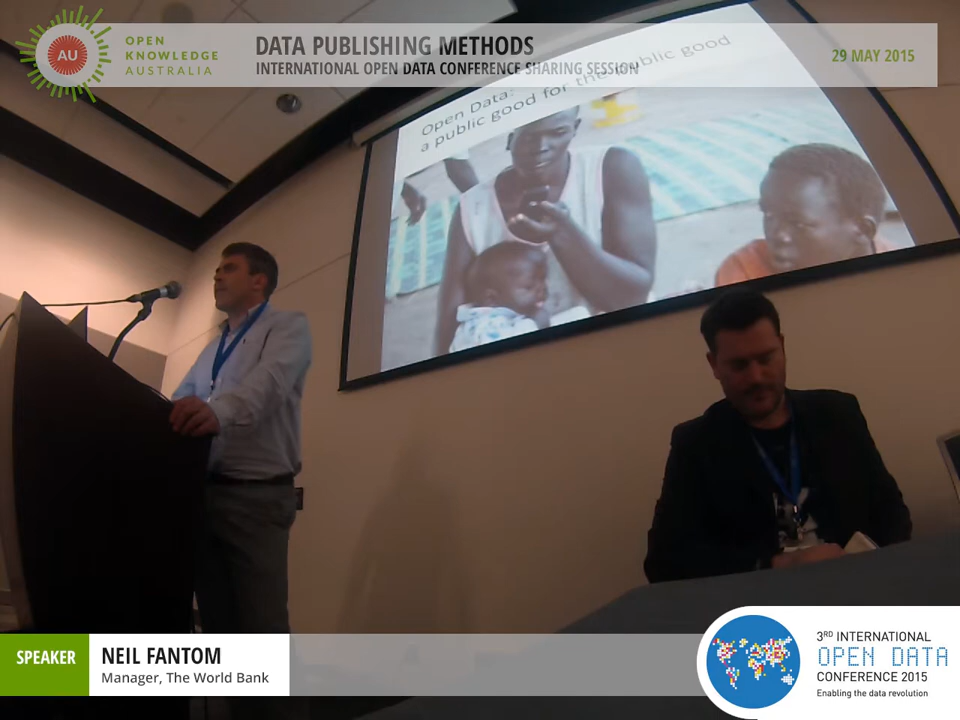 AU
OPEN
KNOWLEDGE
AUSTRALIA
DATA PUBLISHING METHODS
INTERNATIONAL OPEN DATA CONFERENCE SHARING SESSION
29 MAY 2015
Open Data:
a public good for the public good
SPEAKER
NEIL FANTOM
Manager, The World Bank
3RD INTERNATIONAL
OPEN DATA
CONFERENCE 2015
Enabling the data revolution